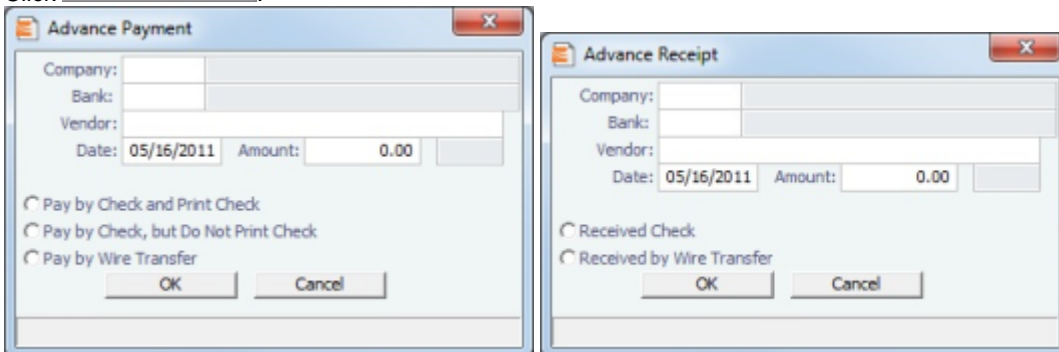 Click
Advance Payment
Company:
Bank:
Vendor:
Date: 05/16/2011 Amount: 0.00
Pay by Check and Print Check
Pay by Check, but Do Not Print Check
Pay by Wire Transfer
OK Cancel
Advance Receipt
Company:
Bank:
Vendor:
Date: 05/16/2011 Amount: 0.00
Received Check
Received by Wire Transfer
OK Cancel